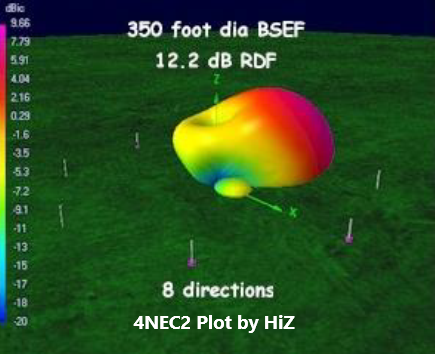 dBic
9.66
7.79
5.91
4.04
2.16
0.29
-1.6
-3.5
-5.3
-7.2
-9.1
-11
-13
-15
-17
-18
-20
350 foot dia BSEF
12.2 dB RDF
Z
X
8 directions
4NEC2 Plot by HiZ